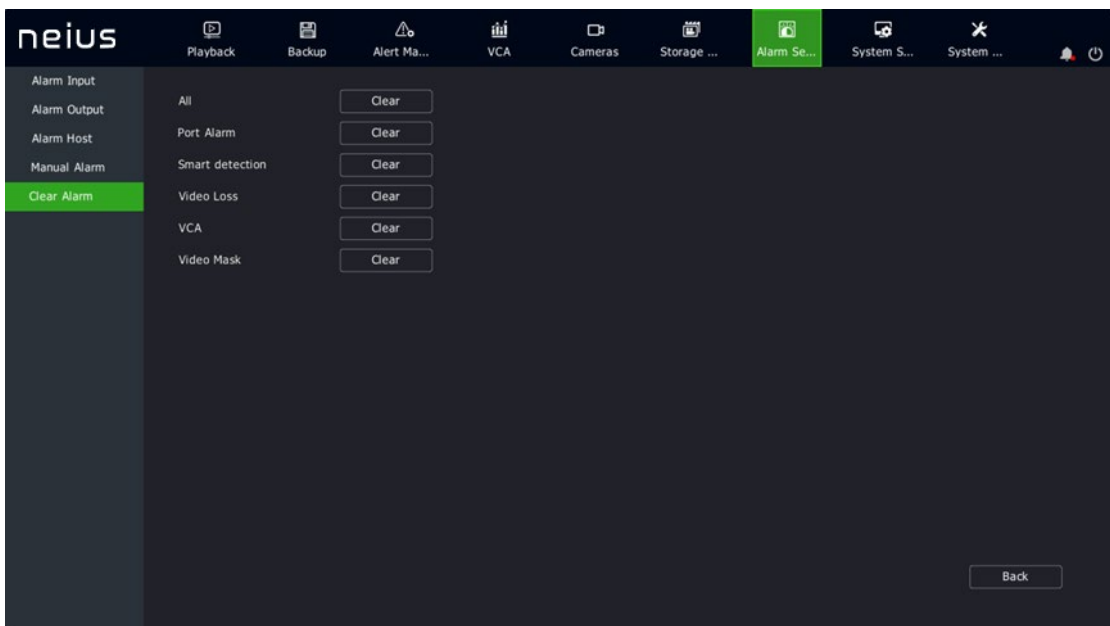 neius
Playback
Backup
Alert Ma...
VCA
Cameras
Storage ...
Alarm Se...
System S...
System ...
Alarm Input
Alarm Output
Alarm Host
Manual Alarm
Clear Alarm
All Clear
Port Alarm Clear
Smart detection Clear
Video Loss Clear
VCA Clear
Video Mask Clear
Back